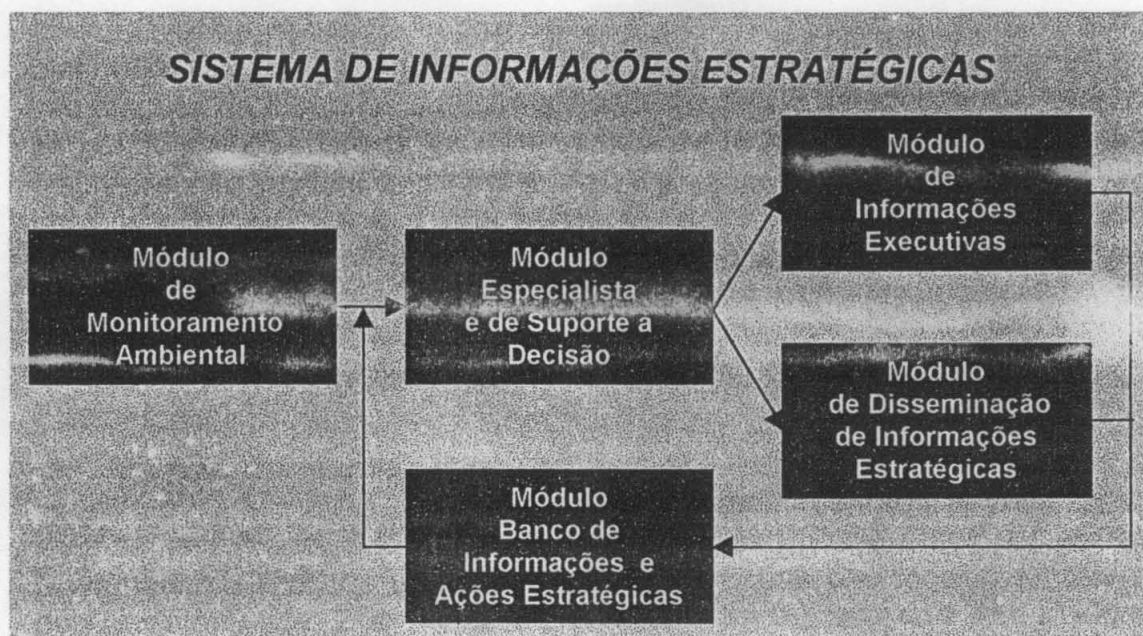 SISTEMA DE INFORMAÇÕES ESTRATÉGICAS
Módulo
de
Monitoramento
Ambiental
Módulo
Especialista
e de Suporte a
Decisão
Módulo
de
Informações
Executivas
Módulo
de Disseminação
de Informações
Estratégicas
Módulo
Banco de
Informações e
Ações Estratégicas